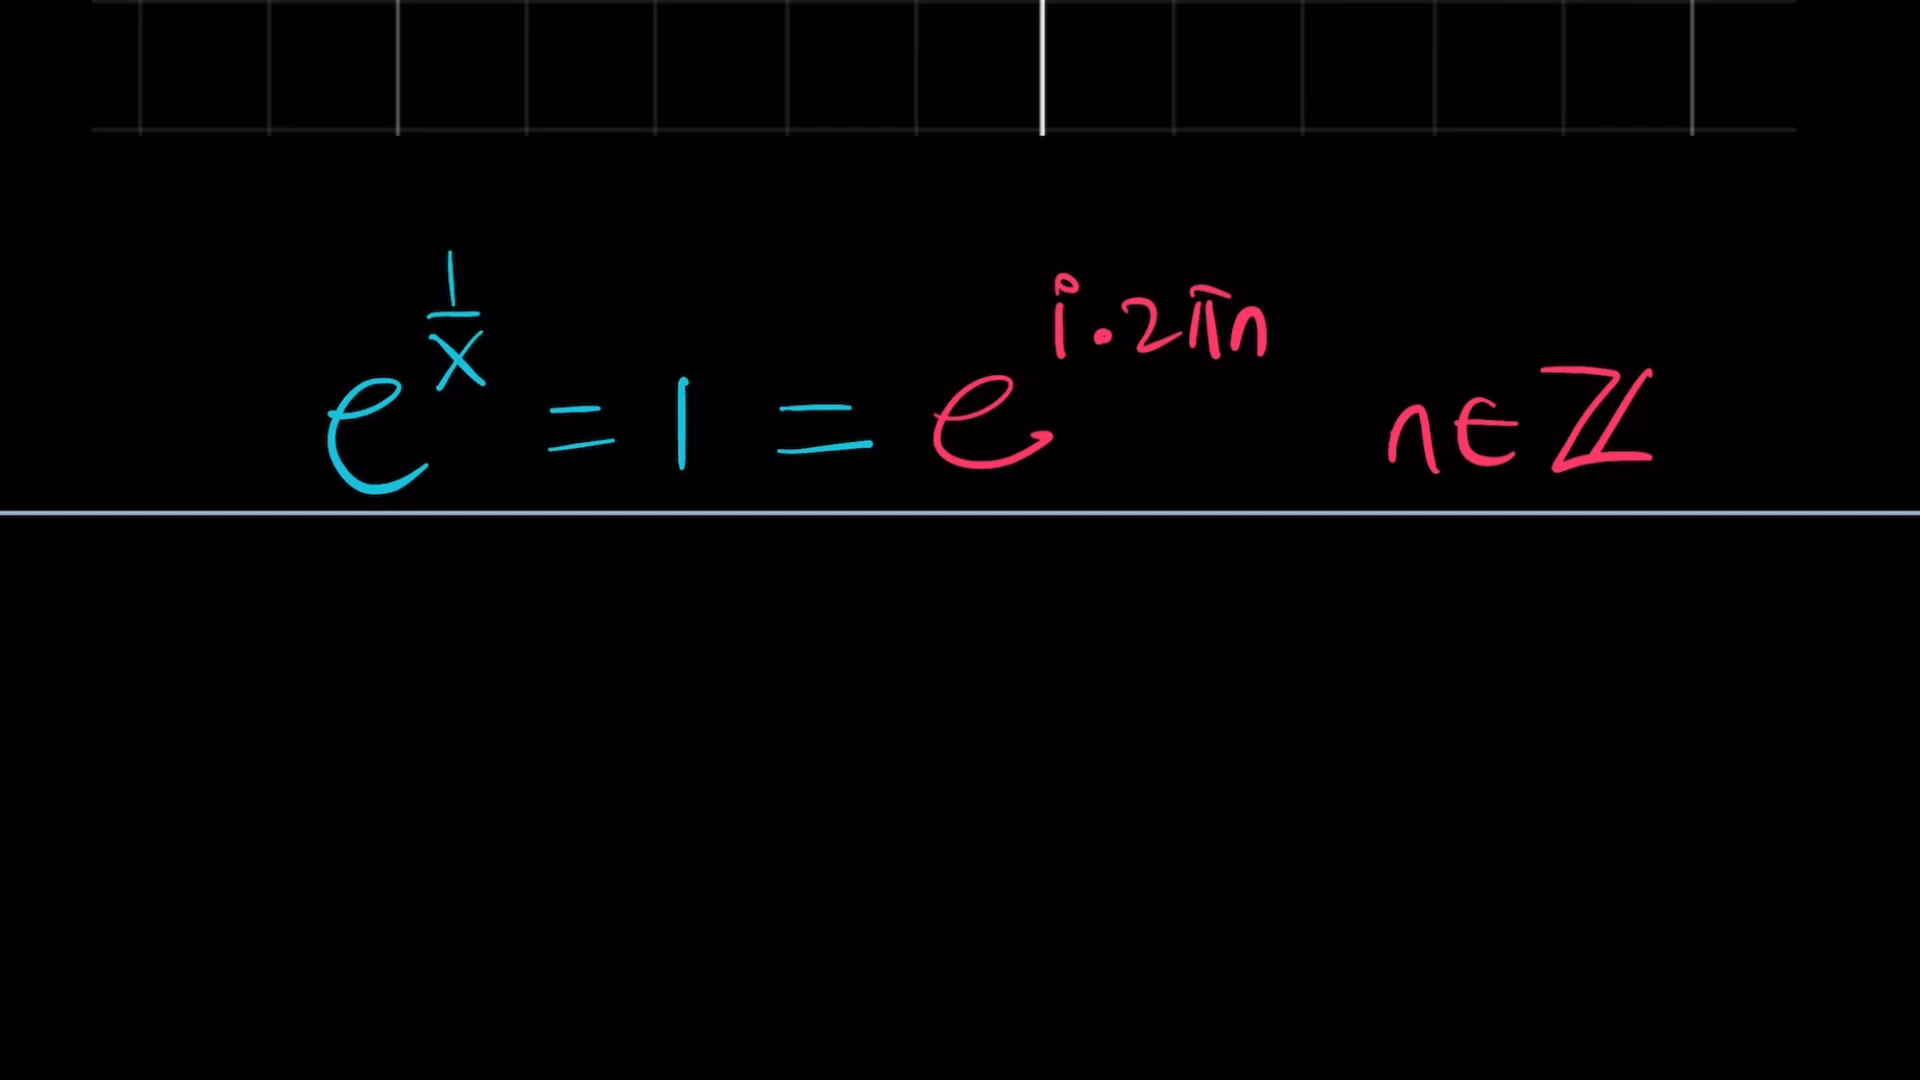 e^{1/x} = 1 = e^{i·2πn} n∈ℤ